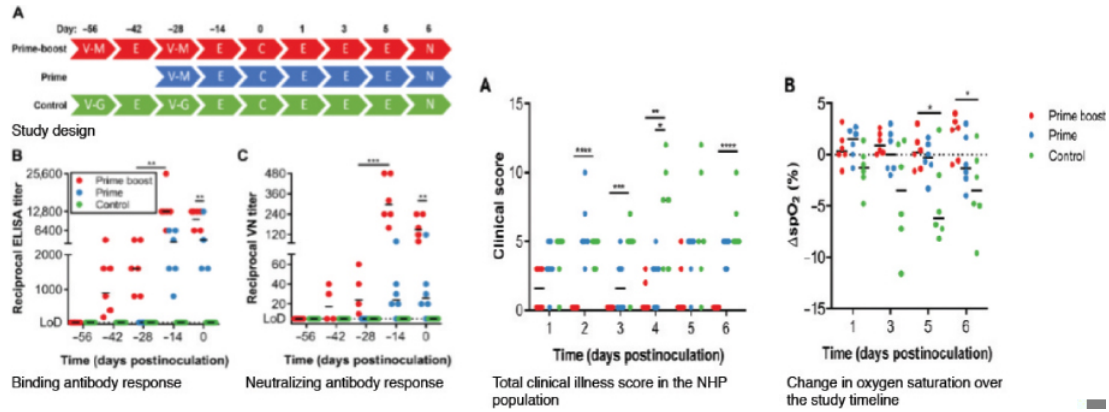 A
Day: –56 –42 –28 –14 0 1 3 5 6
Prime-boost V-M E V-M E C E E E N
Prime V-M E C E E E N
Control V-G E V-G E C E E E N
Study design
B
Reciprocal ELISA titer
25,600
12,800
6400
2000
1000
LoD
Prime boost
Prime
Control
**
**
–56 –42 –28 –14 0
Time (days postinoculation)
Binding antibody response
C
Reciprocal VN titer
480
360
240
120
60
40
20
LoD
***
**
–56 –42 –28 –14 0
Time (days postinoculation)
Neutralizing antibody response
A
Clinical score
15
10
5
0
****
***
**
*
****
1 2 3 4 5 6
Time (days postinoculation)
Total clinical illness score in the NHP
population
B
ΔspO2 (%)
5
0
–5
–10
–15
*
*
1 3 5 6
Time (days postinoculation)
Prime boost
Prime
Control
Change in oxygen saturation over
the study timeline